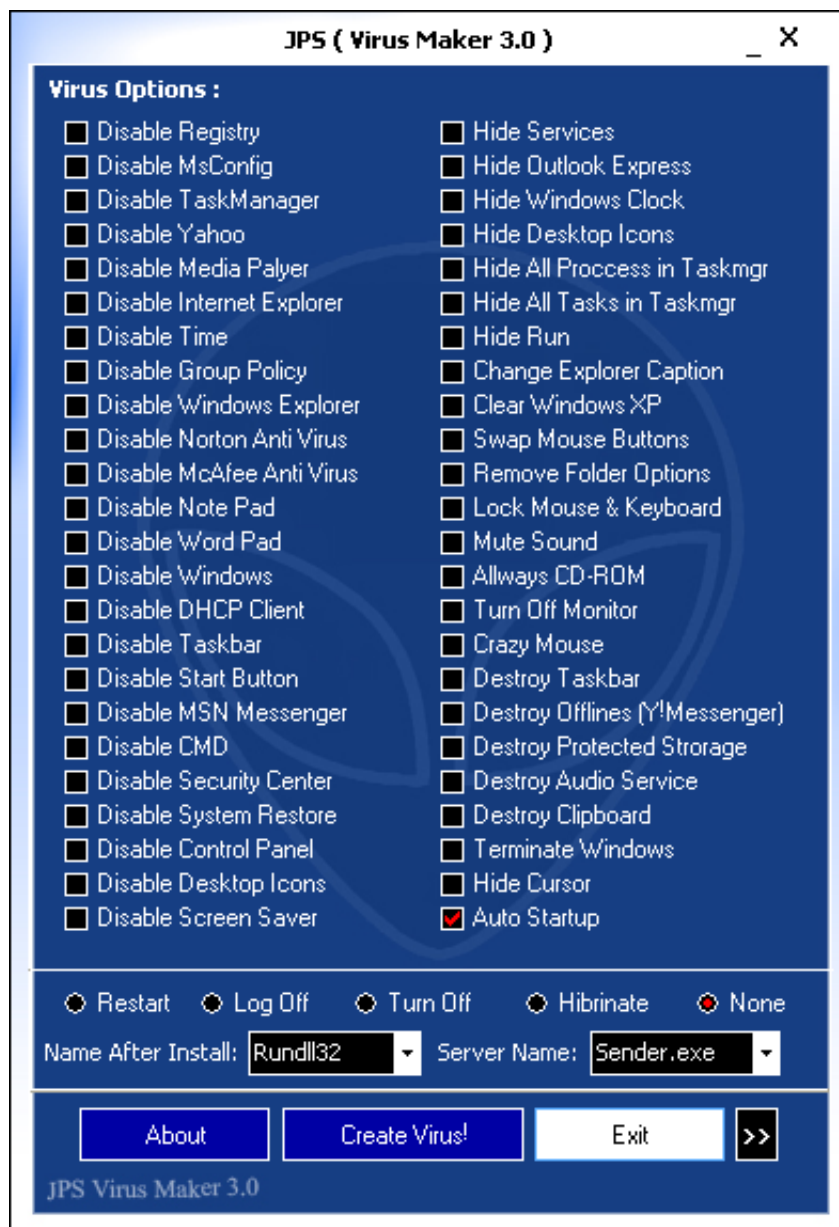 JPS ( Virus Maker 3.0 )
_ X
Virus Options :
Disable Registry
Disable MsConfig
Disable TaskManager
Disable Yahoo
Disable Media Palyer
Disable Internet Explorer
Disable Time
Disable Group Policy
Disable Windows Explorer
Disable Norton Anti Virus
Disable McAfee Anti Virus
Disable Note Pad
Disable Word Pad
Disable Windows
Disable DHCP Client
Disable Taskbar
Disable Start Button
Disable MSN Messenger
Disable CMD
Disable Security Center
Disable System Restore
Disable Control Panel
Disable Desktop Icons
Disable Screen Saver
Hide Services
Hide Outlook Express
Hide Windows Clock
Hide Desktop Icons
Hide All Proccess in Taskmgr
Hide All Tasks in Taskmgr
Hide Run
Change Explorer Caption
Clear Windows XP
Swap Mouse Buttons
Remove Folder Options
Lock Mouse & Keyboard
Mute Sound
Allways CD-ROM
Turn Off Monitor
Crazy Mouse
Destroy Taskbar
Destroy Offlines (Y!Messenger)
Destroy Protected Strorage
Destroy Audio Service
Destroy Clipboard
Terminate Windows
Hide Cursor
Auto Startup
Restart Log Off Turn Off Hibrinate None
Name After Install: Rundll32 Server Name: Sender.exe
About Create Virus! Exit >>
JPS Virus Maker 3.0